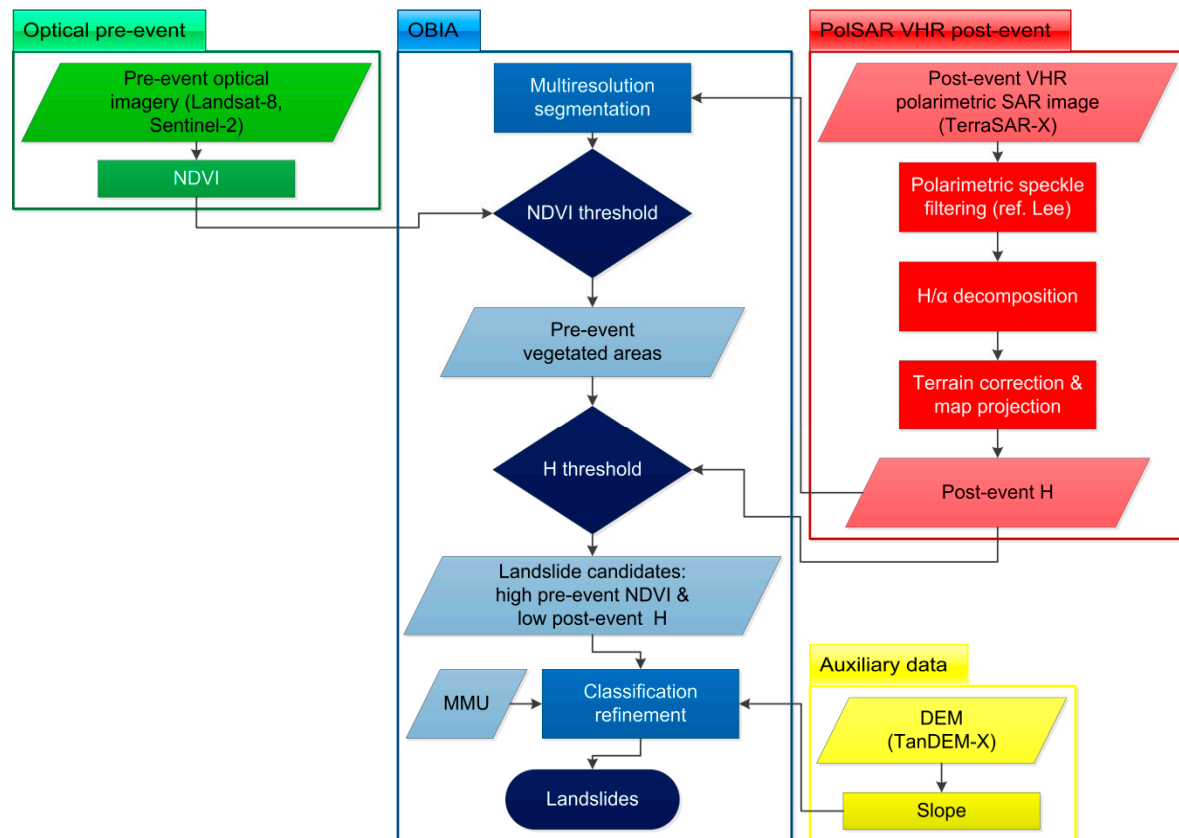 Optical pre-event
Pre-event optical
imagery (Landsat-8,
Sentinel-2)
NDVI
OBIA
Multiresolution
segmentation
NDVI threshold
Pre-event
vegetated areas
H threshold
Landslide candidates:
high pre-event NDVI &
low post-event H
MMU
Classification
refinement
Landslides
PolSAR VHR post-event
Post-event VHR
polarimetric SAR image
(TerraSAR-X)
Polarimetric speckle
filtering (ref. Lee)
H/α decomposition
Terrain correction &
map projection
Post-event H
Auxiliary data
DEM
(TanDEM-X)
Slope